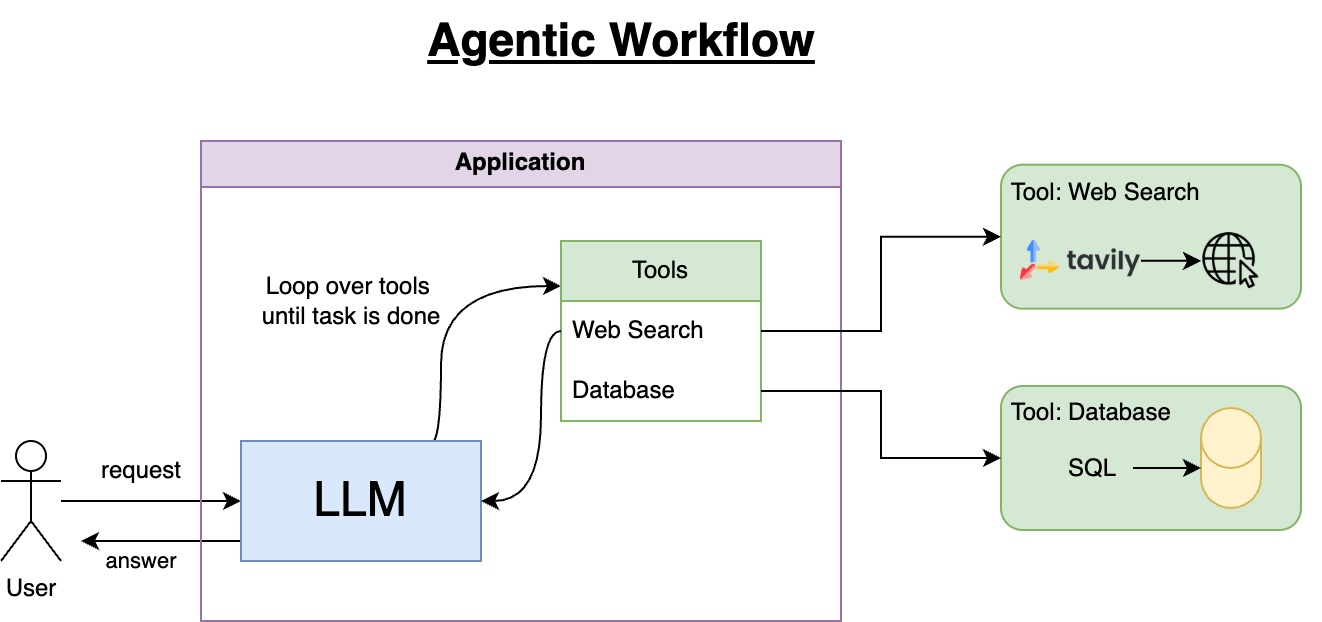 Agentic Workflow
Application
Loop over tools
until task is done
Tools
Web Search
Database
LLM
request
answer
User
Tool: Web Search
tavily
Tool: Database
SQL